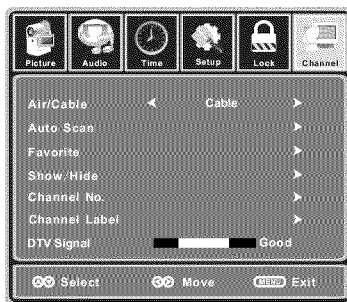 Picture Audio Time Setup Lock Channel
Air/Cable Cable
Auto Scan
Favorite
Show/Hide
Channel No.
Channel Label
DTV Signal Good
Select Move MENU Exit